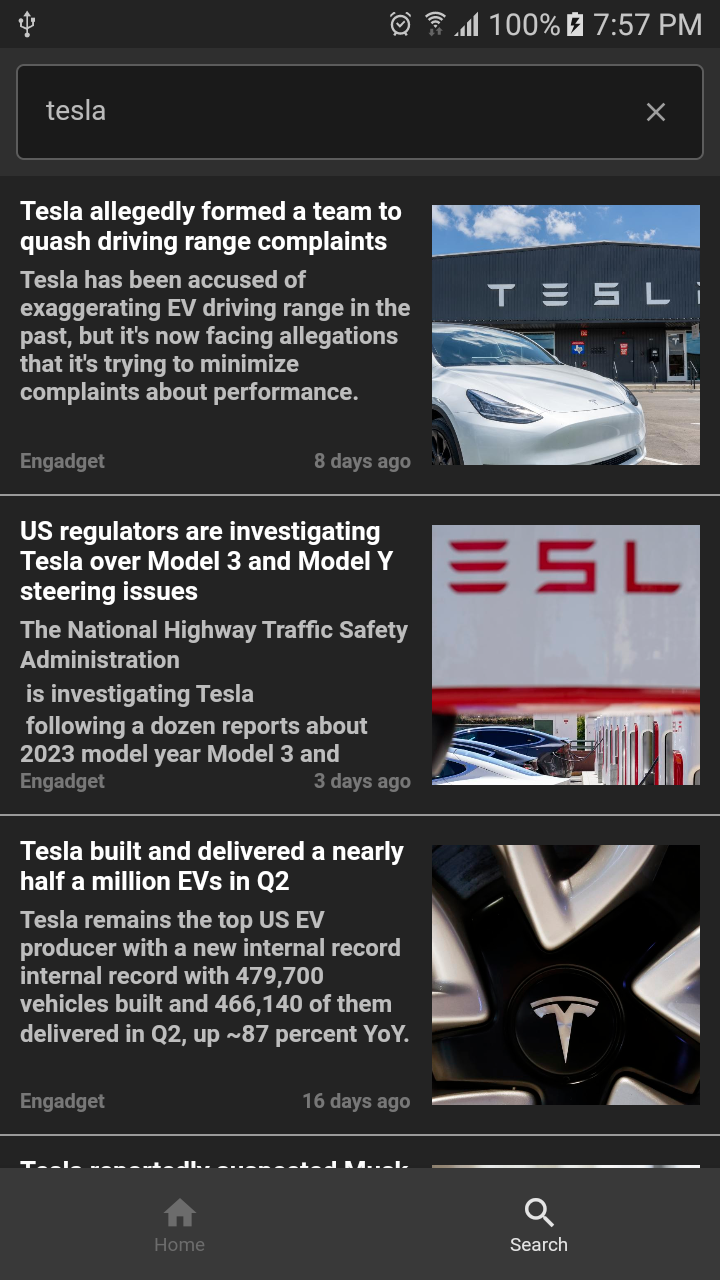 100% 7:57 PM
tesla
Tesla allegedly formed a team to
quash driving range complaints
Tesla has been accused of
exaggerating EV driving range in the
past, but it's now facing allegations
that it's trying to minimize
complaints about performance.
Engadget 8 days ago
TESL
US regulators are investigating
Tesla over Model 3 and Model Y
steering issues
The National Highway Traffic Safety
Administration
is investigating Tesla
following a dozen reports about
2023 model year Model 3 and
Engadget 3 days ago
ESL
Tesla built and delivered a nearly
half a million EVs in Q2
Tesla remains the top US EV
producer with a new internal record
internal record with 479,700
vehicles built and 466,140 of them
delivered in Q2, up ~87 percent YoY.
Engadget 16 days ago
Tesla reportedly suspected Musk
Home Search